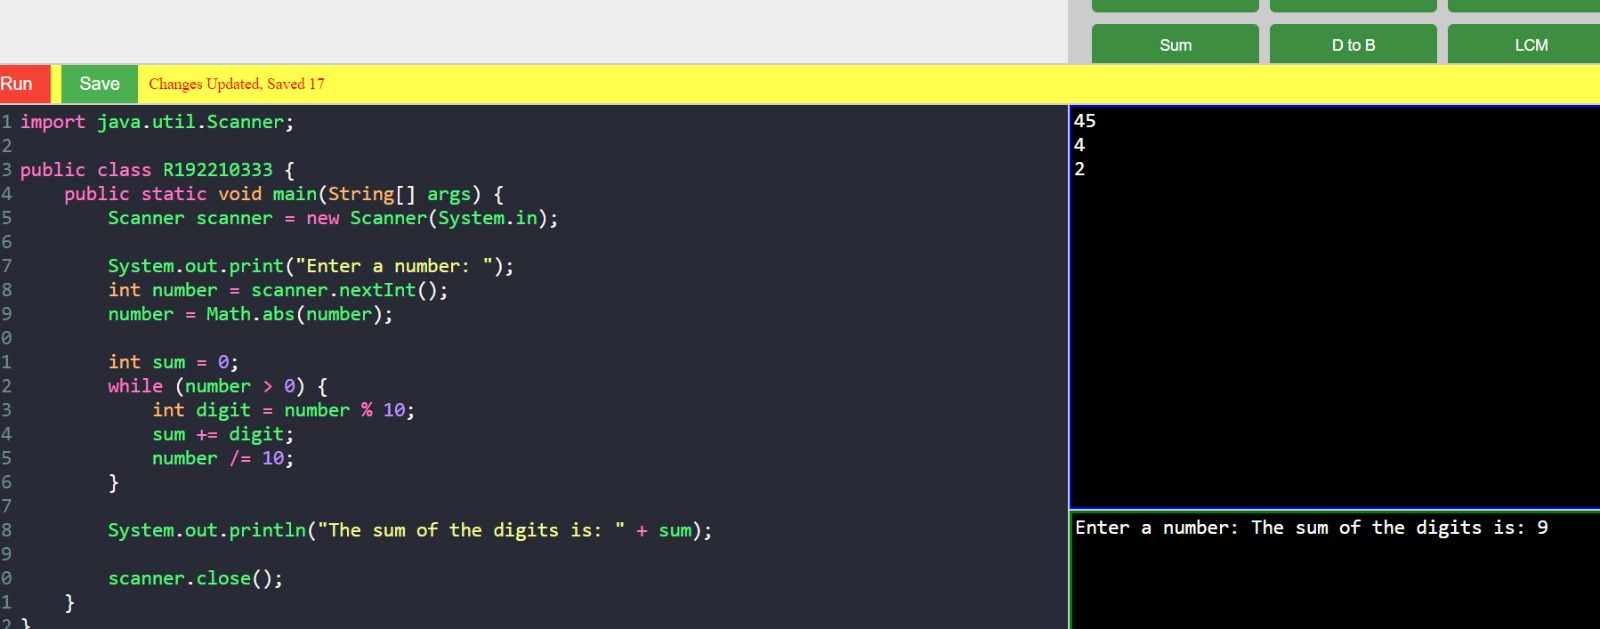 Sum D to B LCM
Run Save Changes Updated, Saved 17
1 import java.util.Scanner;
2
3 public class R192210333 {
4 public static void main(String[] args) {
5 Scanner scanner = new Scanner(System.in);
6
7 System.out.print("Enter a number: ");
8 int number = scanner.nextInt();
9 number = Math.abs(number);
0
1 int sum = 0;
2 while (number > 0) {
3 int digit = number % 10;
4 sum += digit;
5 number /= 10;
6 }
7
8 System.out.println("The sum of the digits is: " + sum);
9
0 scanner.close();
1 }
2 }
45
4
2
Enter a number: The sum of the digits is: 9